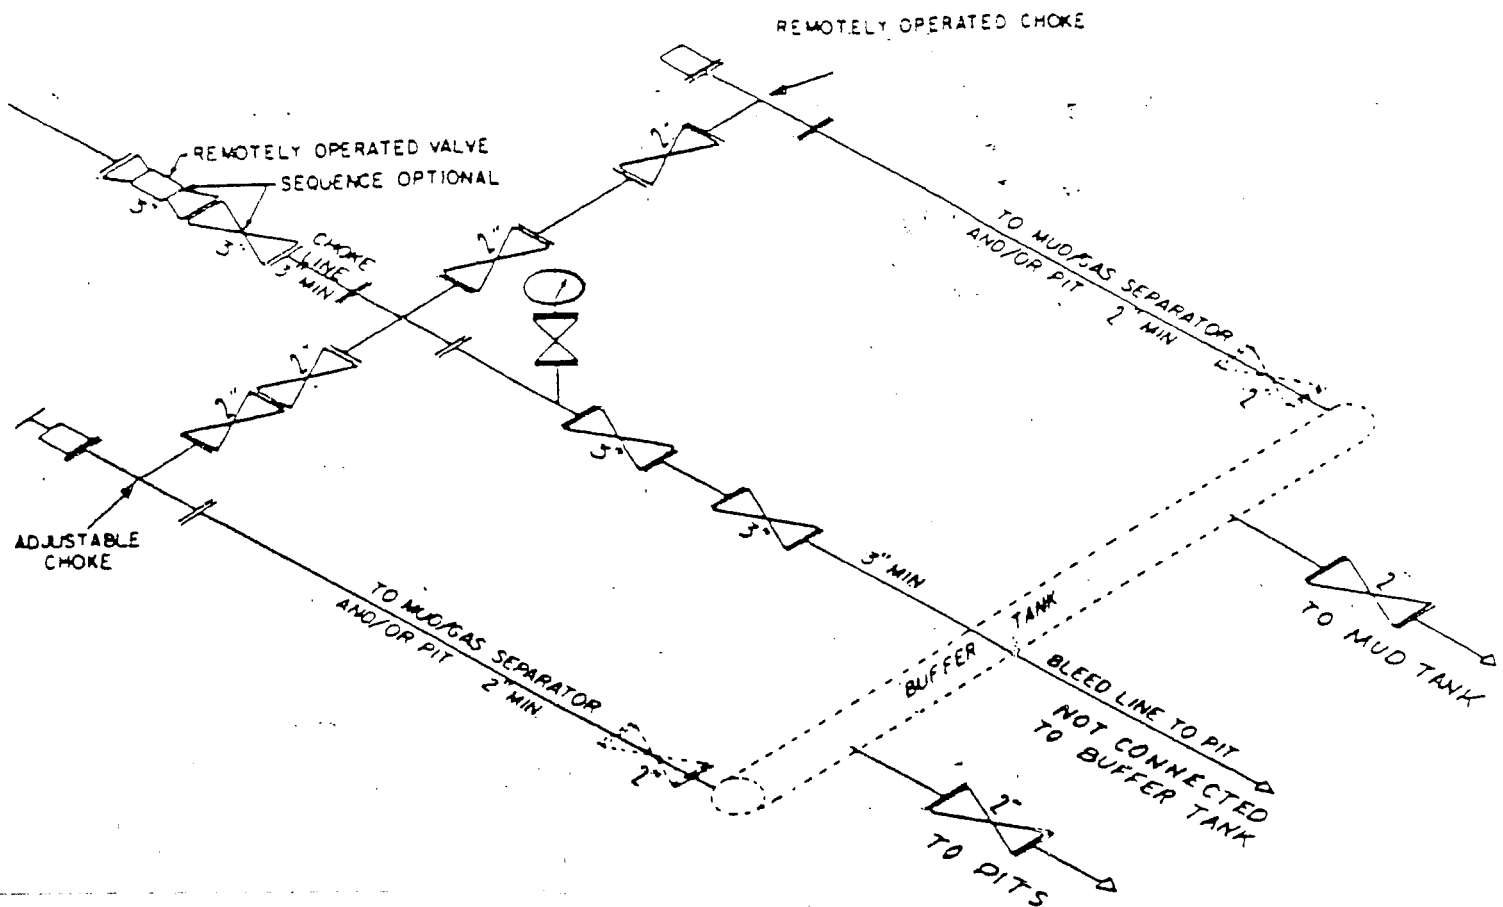 REMOTELY OPERATED CHOKE
2"
REMOTELY OPERATED VALVE
SEQUENCE OPTIONAL
3"
3"
CHOKE
LINE
3" MIN
2"
TO MUD/GAS SEPARATOR
AND/OR PIT
2" MIN
2"
2"
2"
3"
3"
3" MIN
ADJUSTABLE
CHOKE
TO MUD/GAS SEPARATOR
AND/OR PIT
2" MIN.
2"
BUFFER TANK
2"
TO MUD TANK
BLEED LINE TO PIT
NOT CONNECTED
TO BUFFER TANK
2"
TO PITS